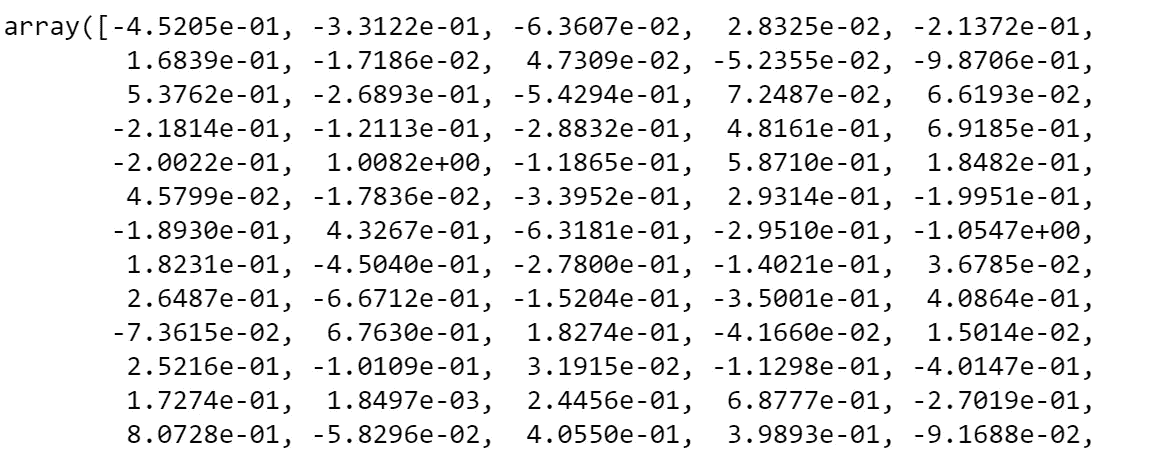 array([-4.5205e-01, -3.3122e-01, -6.3607e-02, 2.8325e-02, -2.1372e-01,
1.6839e-01, -1.7186e-02, 4.7309e-02, -5.2355e-02, -9.8706e-01,
5.3762e-01, -2.6893e-01, -5.4294e-01, 7.2487e-02, 6.6193e-02,
-2.1814e-01, -1.2113e-01, -2.8832e-01, 4.8161e-01, 6.9185e-01,
-2.0022e-01, 1.0082e+00, -1.1865e-01, 5.8710e-01, 1.8482e-01,
4.5799e-02, -1.7836e-02, -3.3952e-01, 2.9314e-01, -1.9951e-01,
-1.8930e-01, 4.3267e-01, -6.3181e-01, -2.9510e-01, -1.0547e+00,
1.8231e-01, -4.5040e-01, -2.7800e-01, -1.4021e-01, 3.6785e-02,
2.6487e-01, -6.6712e-01, -1.5204e-01, -3.5001e-01, 4.0864e-01,
-7.3615e-02, 6.7630e-01, 1.8274e-01, -4.1660e-02, 1.5014e-02,
2.5216e-01, -1.0109e-01, 3.1915e-02, -1.1298e-01, -4.0147e-01,
1.7274e-01, 1.8497e-03, 2.4456e-01, 6.8777e-01, -2.7019e-01,
8.0728e-01, -5.8296e-02, 4.0550e-01, 3.9893e-01, -9.1688e-02,